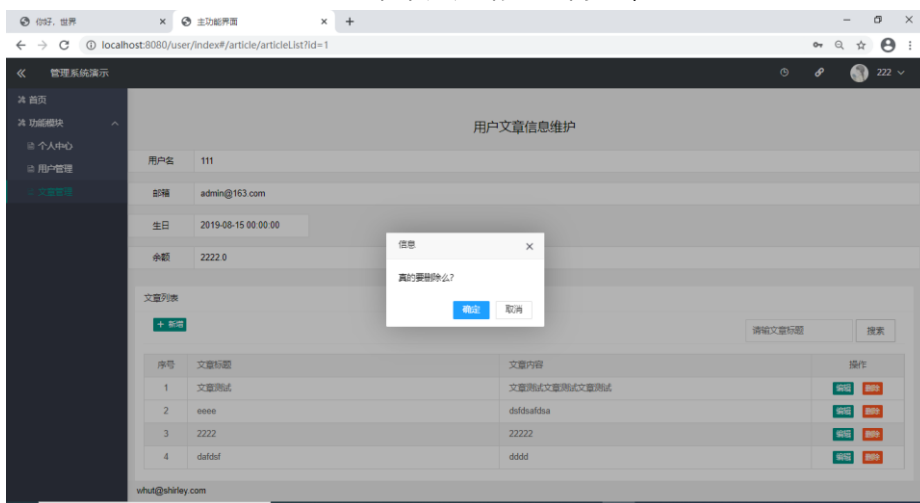 你好，世界
主功能界面
localhost:8080/user/index#/article/articleList?id=1
管理系统演示
222
首页
功能模块
个人中心
用户管理
文章管理
用户文章信息维护
用户名 111
邮箱 admin@163.com
生日 2019-08-15 00:00:00
余额 2222.0
信息
真的要删除么?
确定 取消
文章列表
+ 新增
请输文章标题 搜索
序号 文章标题 文章内容 操作
1 文章测试 文章测试文章测试文章测试 编辑 删除
2 eeee dsfdsafdsa 编辑 删除
3 2222 22222 编辑 删除
4 dafdsf dddd 编辑 删除
whut@shirley.com